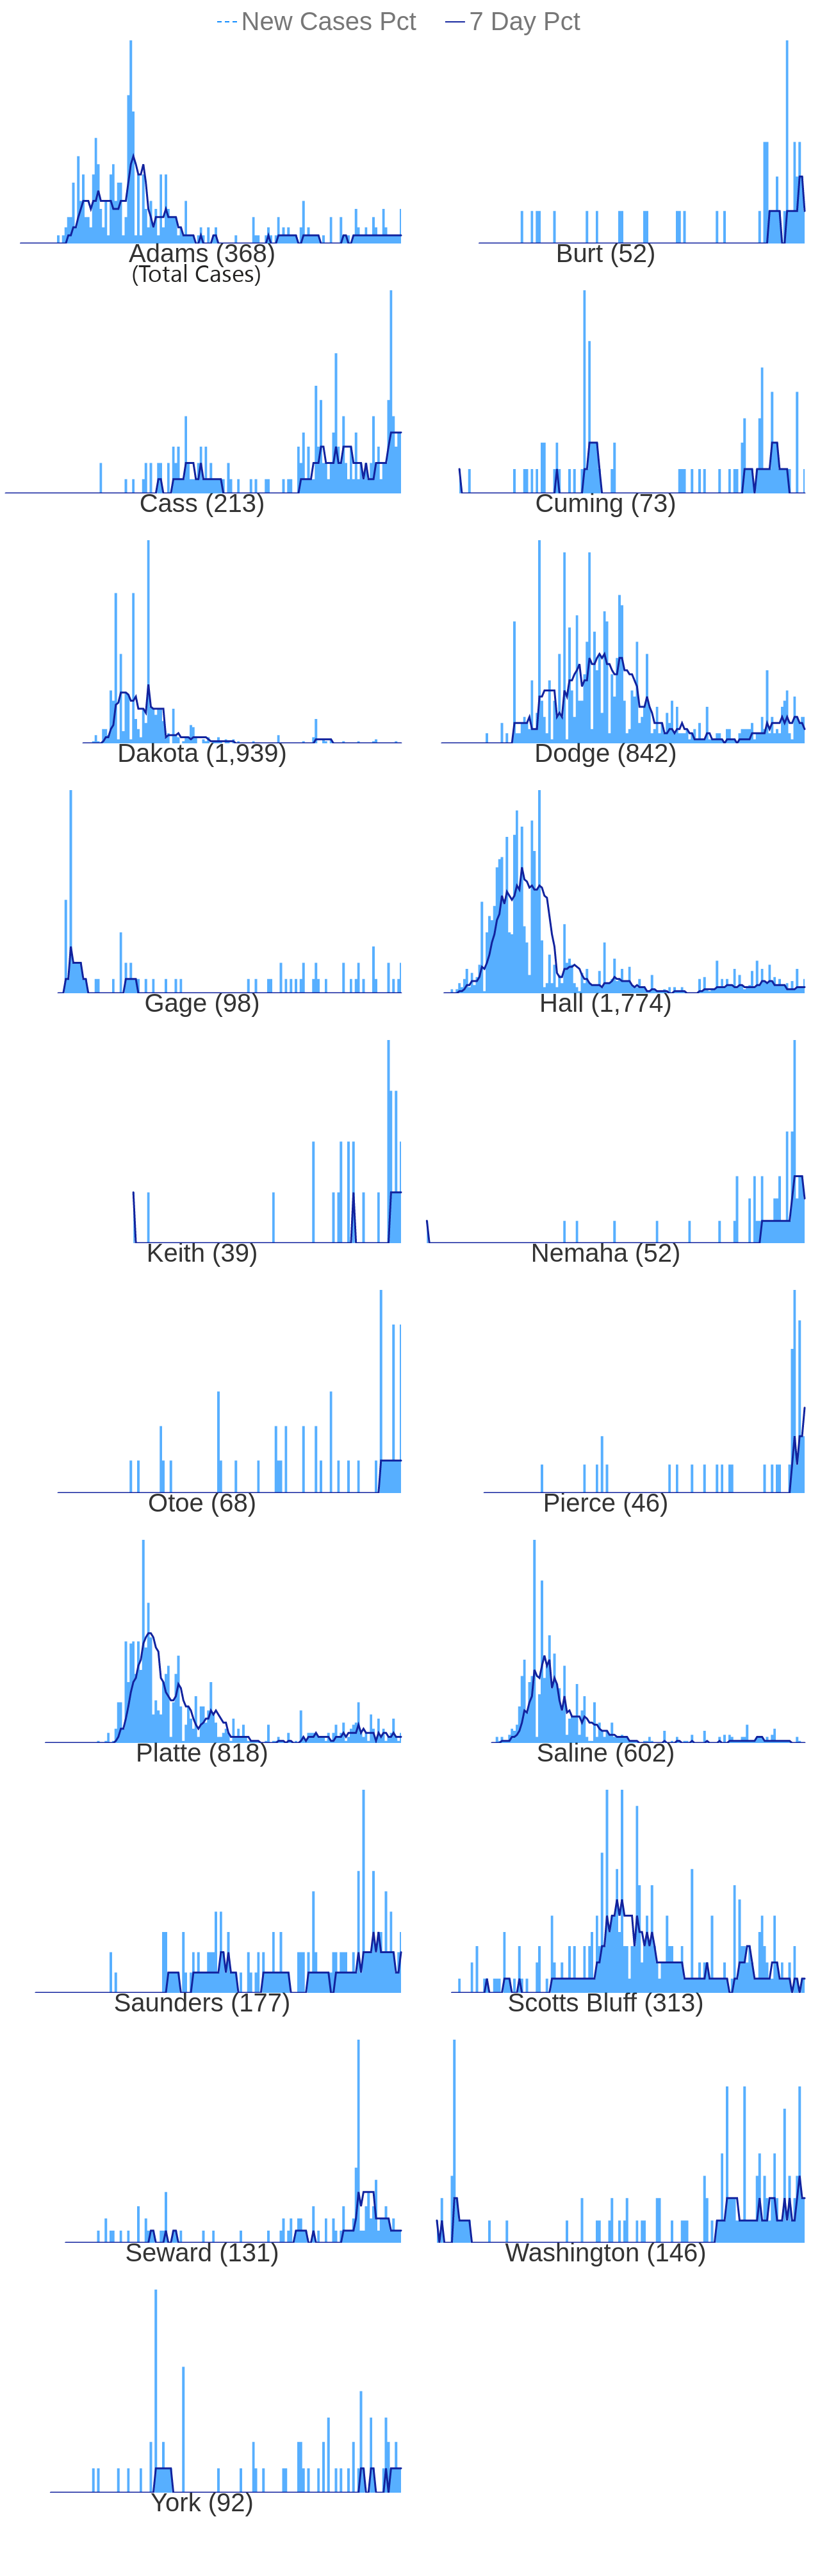 New Cases Pct 7 Day Pct
Adams (368) Burt (52)
(Total Cases)
Cass (213) Cuming (73)
Dakota (1,939) Dodge (842)
Gage (98) Hall (1,774)
Keith (39) Nemaha (52)
Otoe (68) Pierce (46)
Platte (818) Saline (602)
Saunders (177) Scotts Bluff (313)
Seward (131) Washington (146)
York (92)